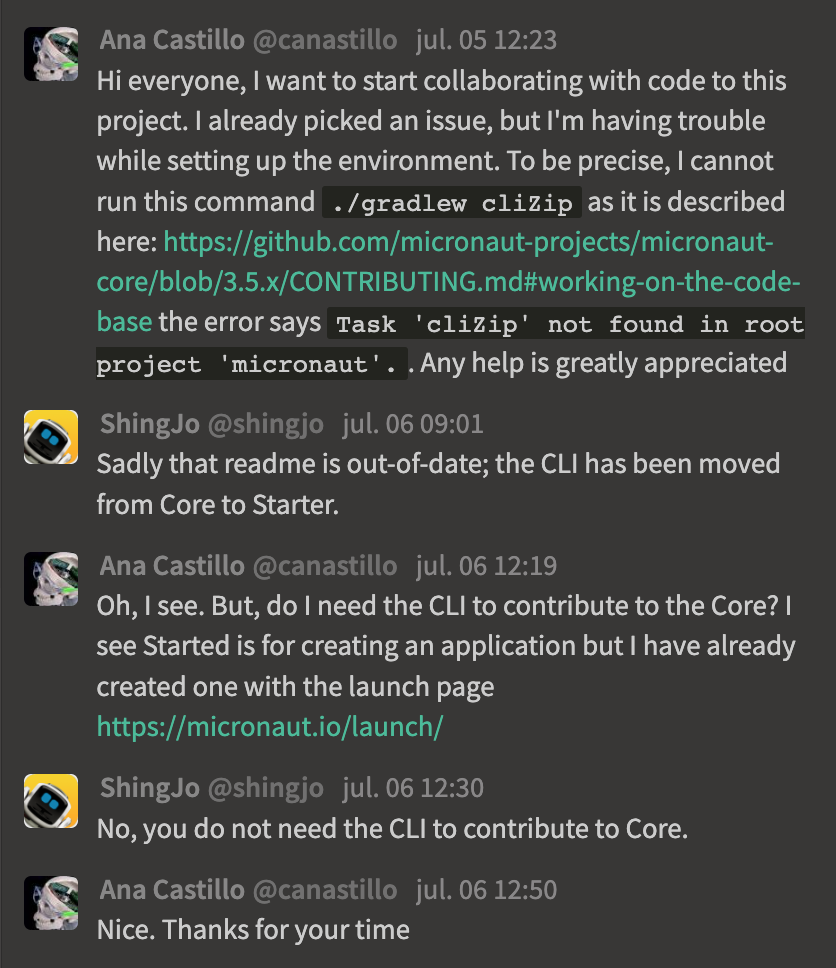 Ana Castillo @canastillo jul. 05 12:23
Hi everyone, I want to start collaborating with code to this
project. I already picked an issue, but I'm having trouble
while setting up the environment. To be precise, I cannot
run this command ./gradlew cliZip as it is described
here: https://github.com/micronaut-projects/micronaut-
core/blob/3.5.x/CONTRIBUTING.md#working-on-the-code-
base the error says Task 'cliZip' not found in root
project 'micronaut'. . Any help is greatly appreciated
ShingJo @shingjo jul. 06 09:01
Sadly that readme is out-of-date; the CLI has been moved
from Core to Starter.
Ana Castillo @canastillo jul. 06 12:19
Oh, I see. But, do I need the CLI to contribute to the Core? I
see Started is for creating an application but I have already
created one with the launch page
https://micronaut.io/launch/
ShingJo @shingjo jul. 06 12:30
No, you do not need the CLI to contribute to Core.
Ana Castillo @canastillo jul. 06 12:50
Nice. Thanks for your time